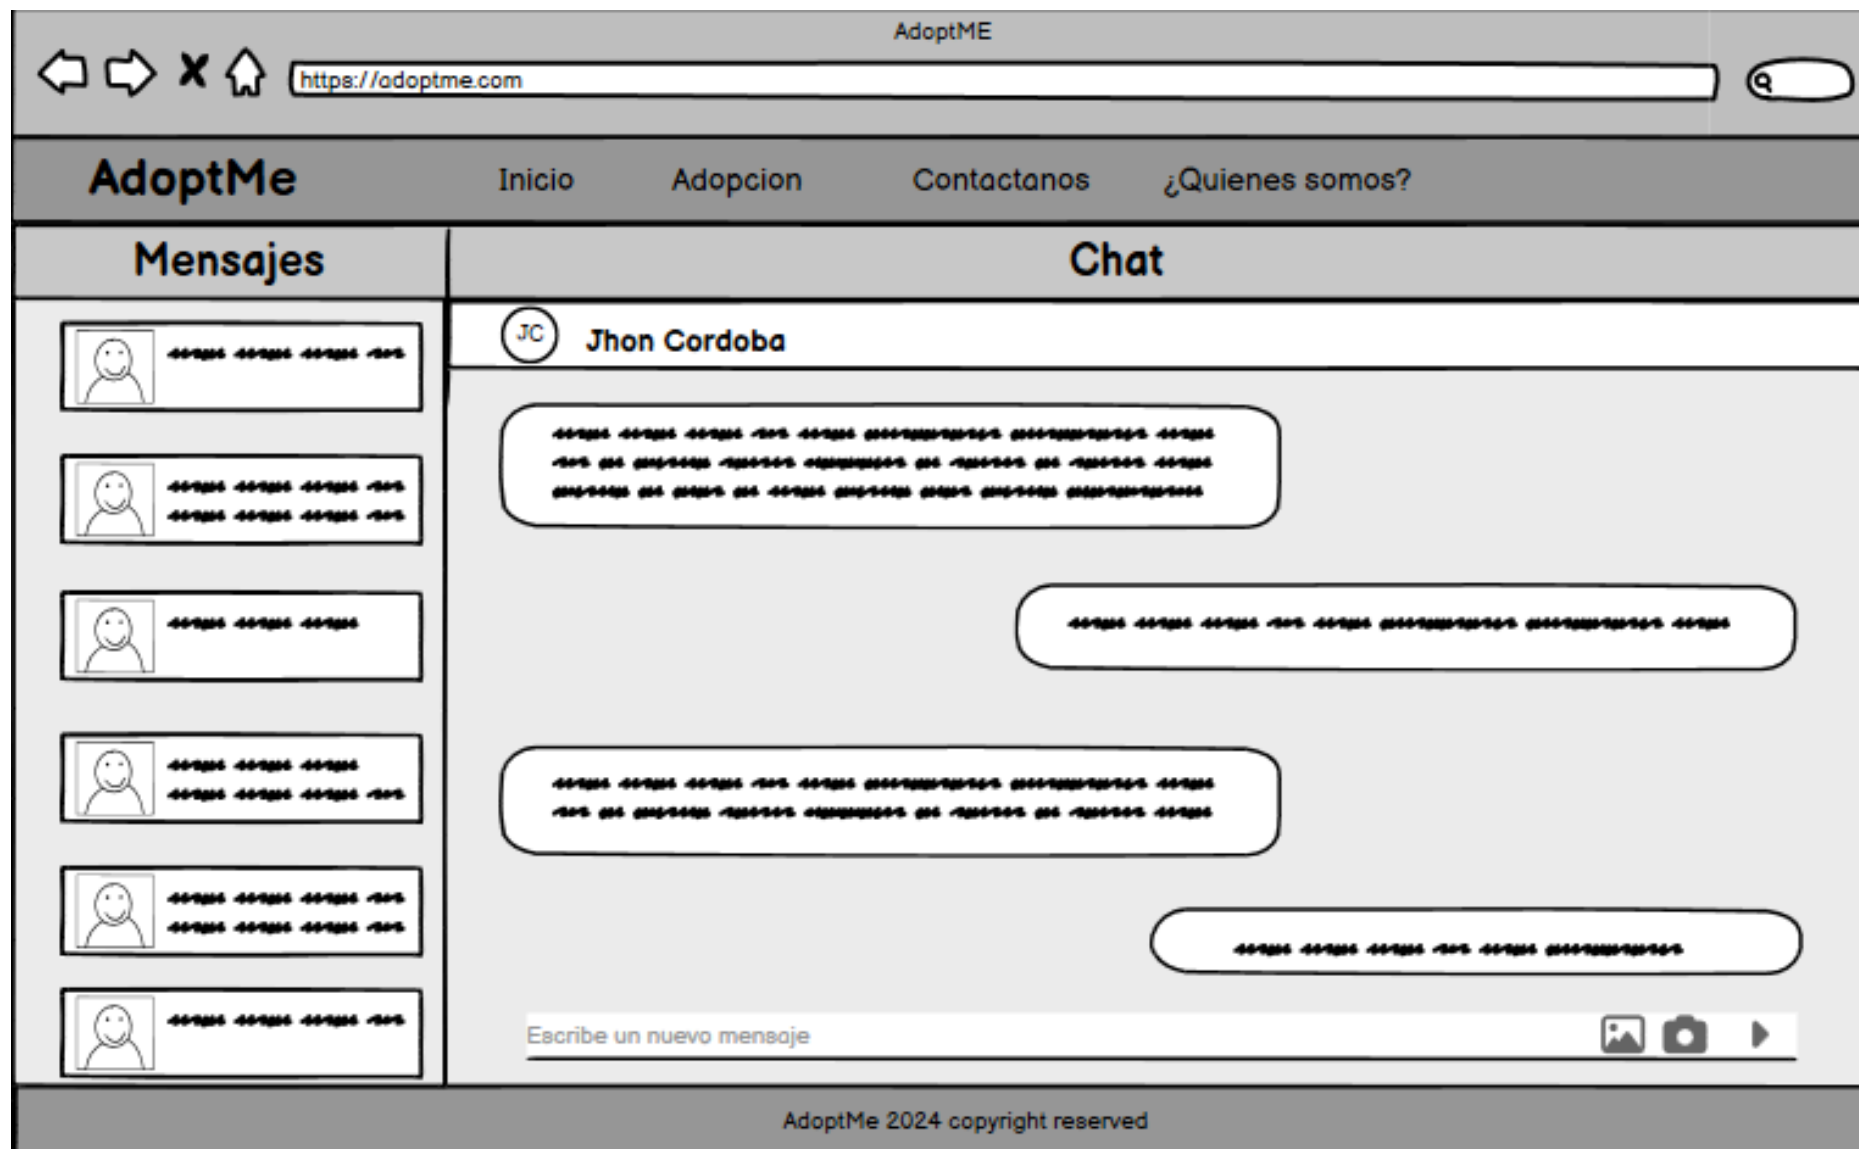 AdoptME
https://adoptme.com
AdoptMe
Inicio
Adopcion
Contactanos
¿Quienes somos?
Mensajes
Chat
JC
Jhon Cordoba
Escribe un nuevo mensaje
AdoptMe 2024 copyright reserved